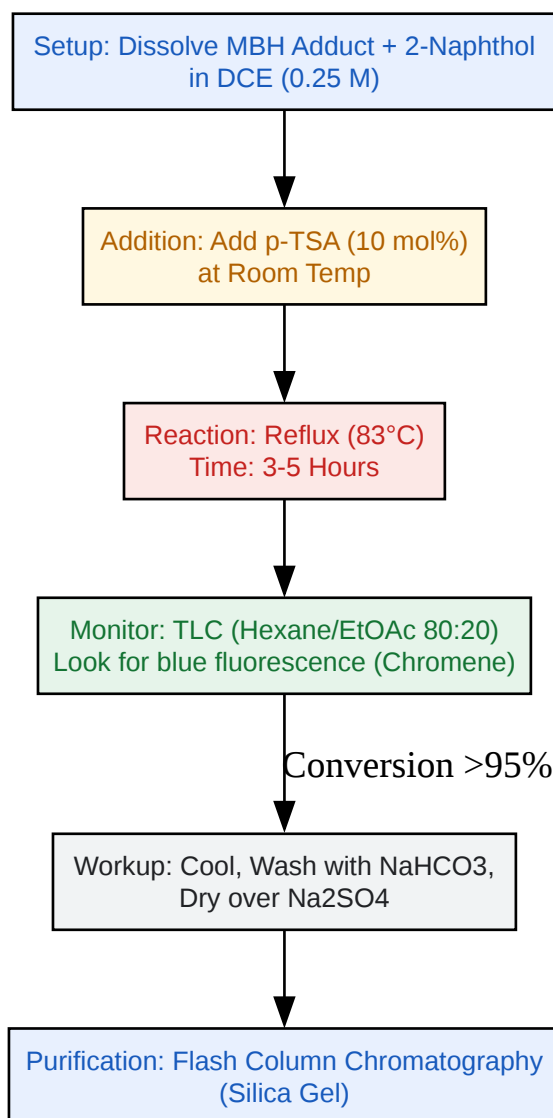 Setup: Dissolve MBH Adduct + 2-Naphthol
in DCE (0.25 M)
Addition: Add p-TSA (10 mol%)
at Room Temp
Reaction: Reflux (83°C)
Time: 3-5 Hours
Monitor: TLC (Hexane/EtOAc 80:20)
Look for blue fluorescence (Chromene)
Conversion >95%
Workup: Cool, Wash with NaHCO3,
Dry over Na2SO4
Purification: Flash Column Chromatography
(Silica Gel)